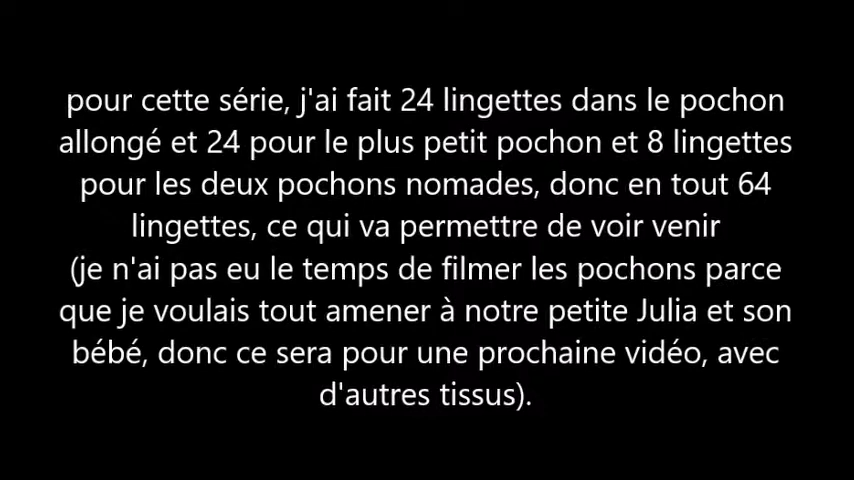 pour cette série, j'ai fait 24 lingettes dans le pochon
allongé et 24 pour le plus petit pochon et 8 lingettes
pour les deux pochons nomades, donc en tout 64
lingettes, ce qui va permettre de voir venir
(je n'ai pas eu le temps de filmer les pochons parce
que je voulais tout amener à notre petite Julia et son
bébé, donc ce sera pour une prochaine vidéo, avec
d'autres tissus).